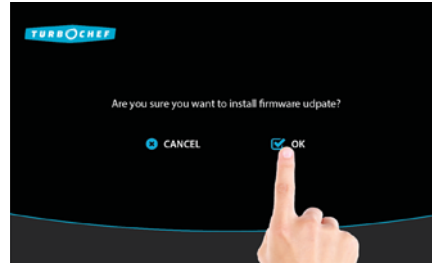 TURBOCHEF
Are you sure you want to install firmware udpate?
CANCEL
OK